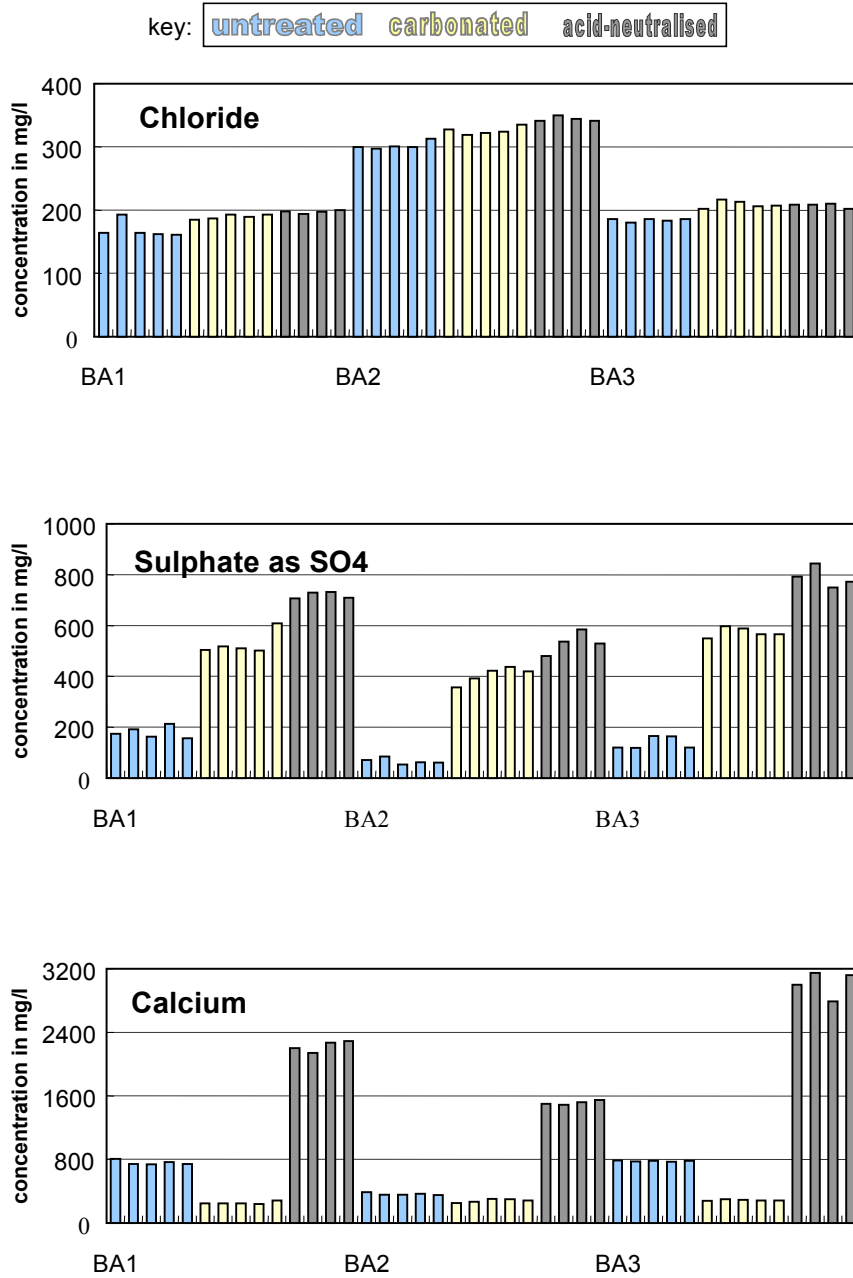 key: untreated carbonated acid-neutralised
concentration in mg/l
Chloride
400
300
200
100
0
BA1 BA2 BA3
concentration in mg/l
Sulphate as SO4
1000
800
600
400
200
0
BA1 BA2 BA3
concentration in mg/l
Calcium
3200
2400
1600
800
0
BA1 BA2 BA3